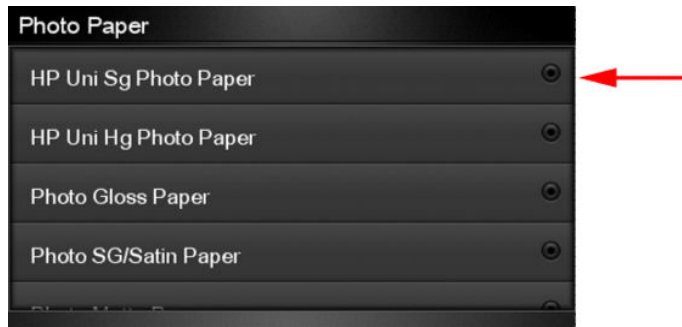 Photo Paper
HP Uni Sg Photo Paper
HP Uni Hg Photo Paper
Photo Gloss Paper
Photo SG/Satin Paper